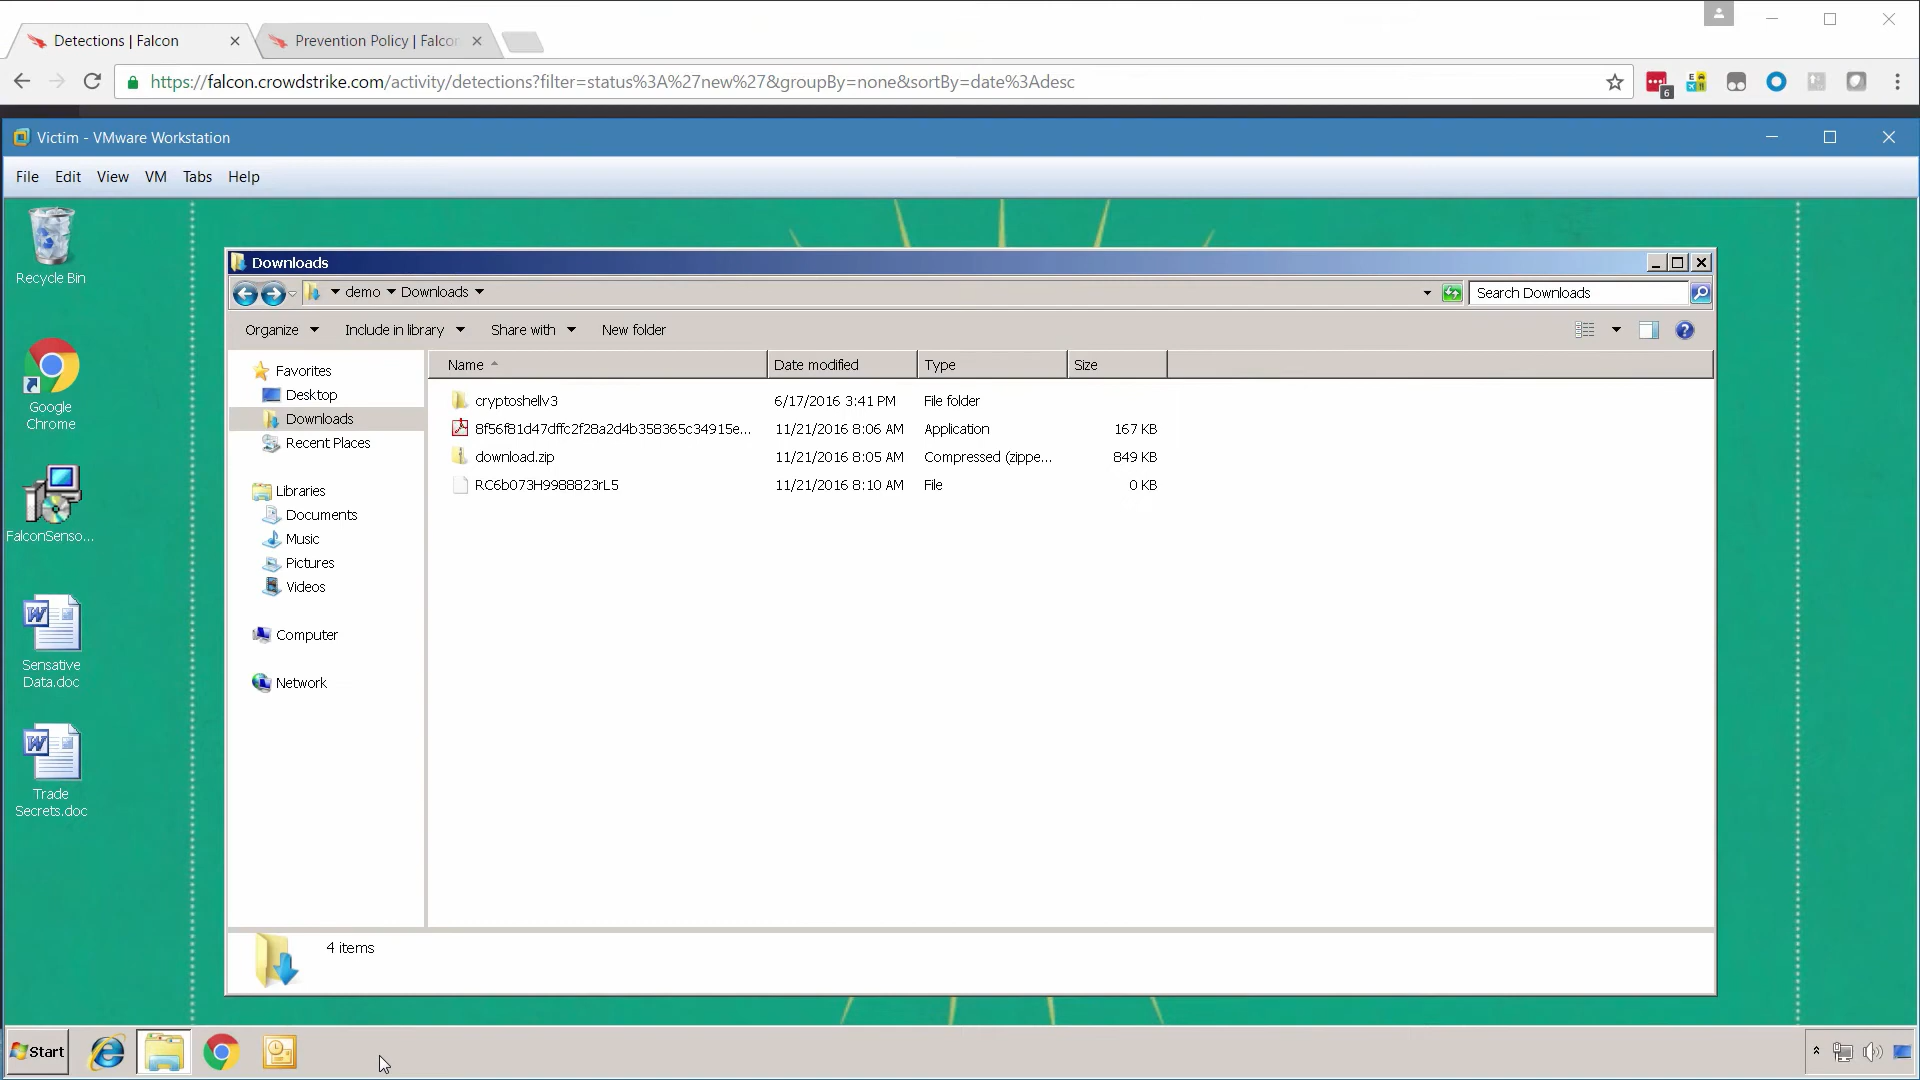 Detections | Falcon
Prevention Policy | Falcor
https://falcon.crowdstrike.com/activity/detections?filter=status%3A%27new%27&groupBy=none&sortBy=date%3Adesc
6
Victim - VMware Workstation
File Edit View VM Tabs Help
Recycle Bin
Google
Chrome
FalconSenso...
Sensative
Data.doc
Trade
Secrets.doc
Downloads
demo Downloads
Search Downloads
Organize Include in library Share with New folder
Favorites
Desktop
Downloads
Recent Places
Libraries
Documents
Music
Pictures
Videos
Computer
Network
Name Date modified Type Size
cryptoshellv3 6/17/2016 3:41 PM File folder
8f56f81d47dffc2f28a2d4b358365c34915e... 11/21/2016 8:06 AM Application 167 KB
download.zip 11/21/2016 8:05 AM Compressed (zippe... 849 KB
RC6b073H9988823rL5 11/21/2016 8:10 AM File 0 KB
4 items
Start